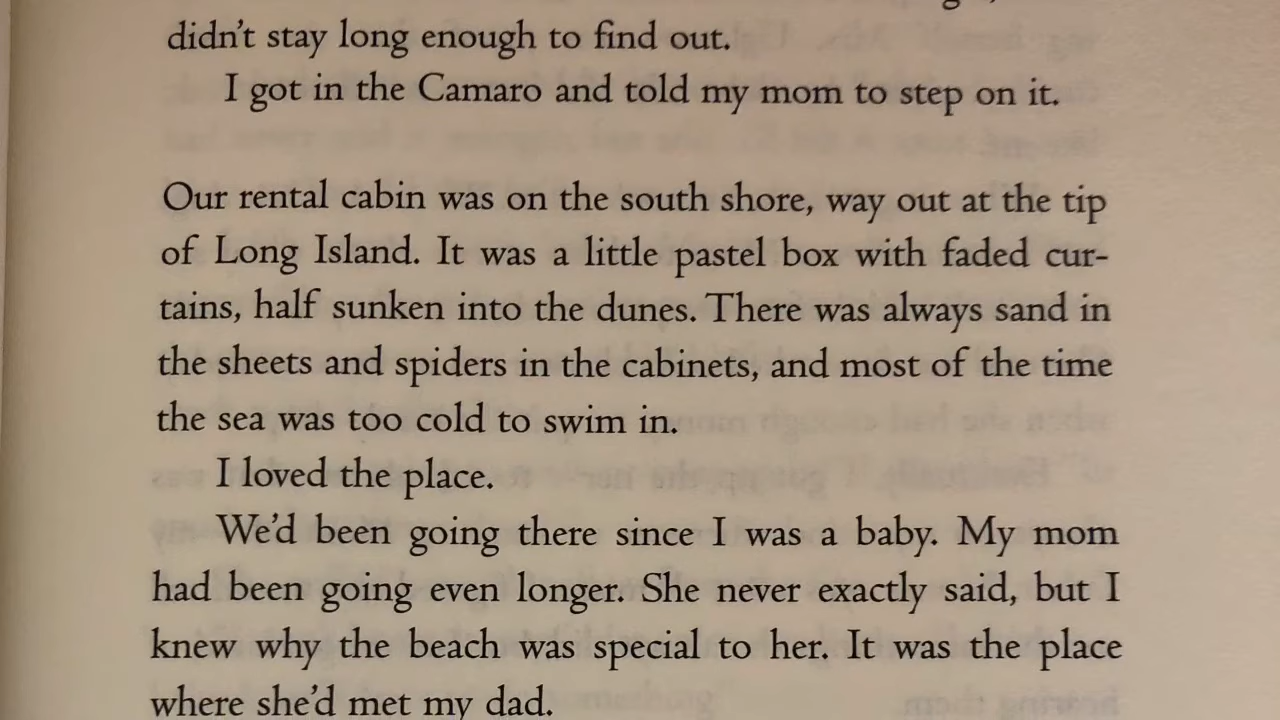 didn't stay long enough to find out.
I got in the Camaro and told my mom to step on it.
Our rental cabin was on the south shore, way out at the tip
of Long Island. It was a little pastel box with faded cur-
tains, half sunken into the dunes. There was always sand in
the sheets and spiders in the cabinets, and most of the time
the sea was too cold to swim in.
I loved the place.
We'd been going there since I was a baby. My mom
had been going even longer. She never exactly said, but I
knew why the beach was special to her. It was the place
where she'd met my dad.